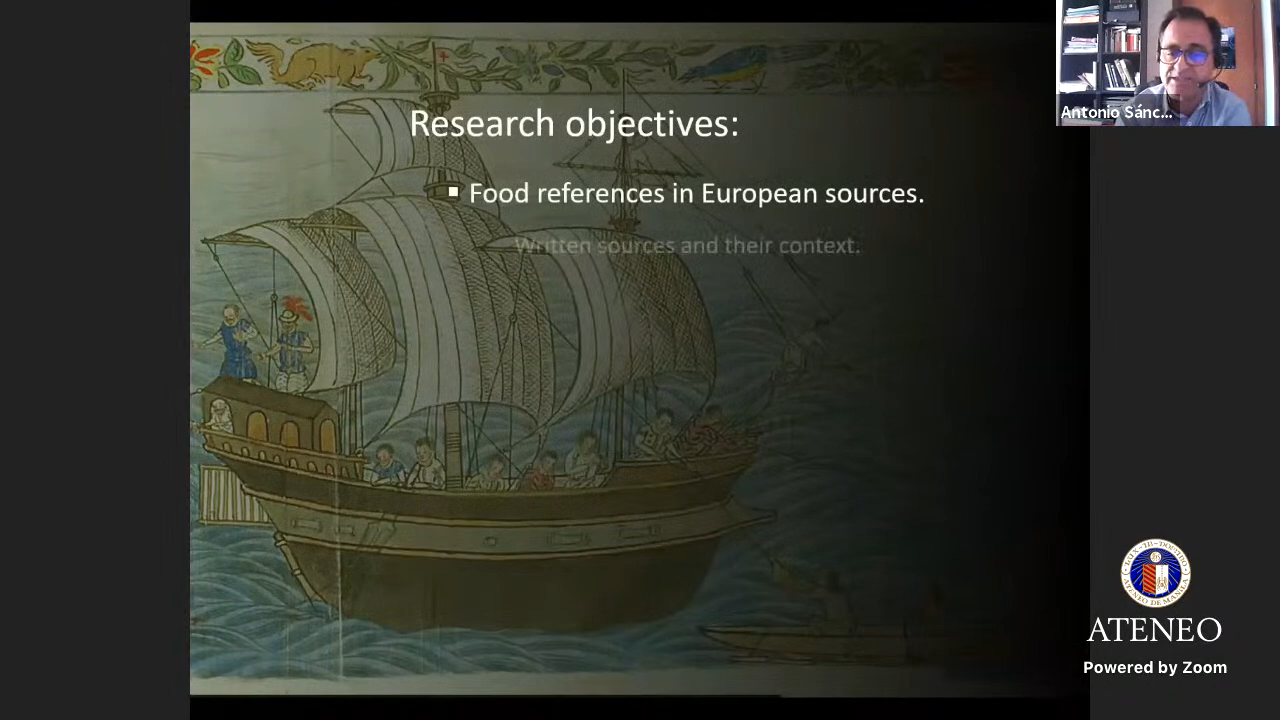 Antonio Sánc...
Research objectives:
▪ Food references in European sources.
Written sources and their context.
ATENEO
Powered by Zoom